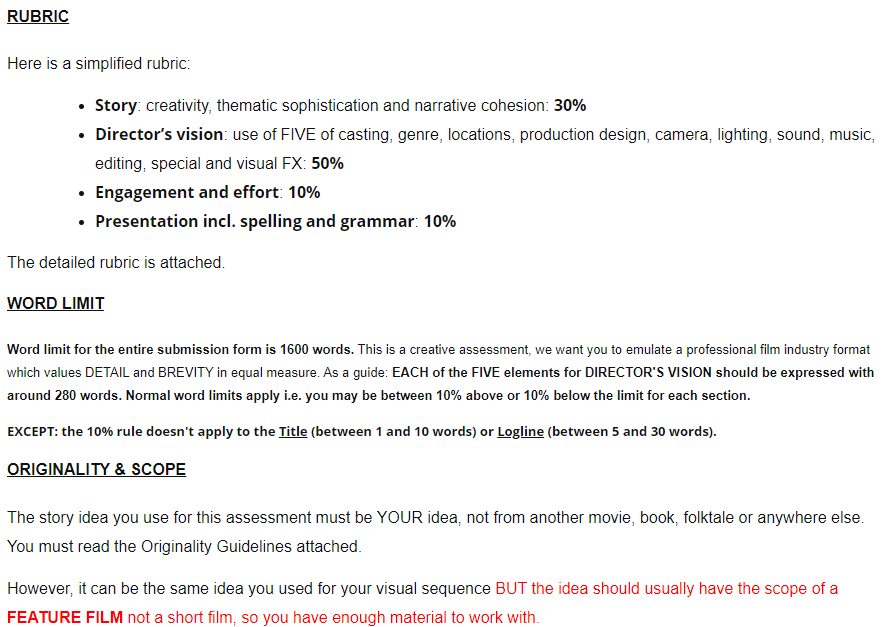 RUBRIC
Here is a simplified rubric:
• Story: creativity, thematic sophistication and narrative cohesion: 30%
• Director’s vision: use of FIVE of casting, genre, locations, production design, camera, lighting, sound, music,
editing, special and visual FX: 50%
• Engagement and effort: 10%
• Presentation incl. spelling and grammar: 10%
The detailed rubric is attached.
WORD LIMIT
Word limit for the entire submission form is 1600 words. This is a creative assessment, we want you to emulate a professional film industry format
which values DETAIL and BREVITY in equal measure. As a guide: EACH of the FIVE elements for DIRECTOR'S VISION should be expressed with
around 280 words. Normal word limits apply i.e. you may be between 10% above or 10% below the limit for each section.
EXCEPT: the 10% rule doesn't apply to the Title (between 1 and 10 words) or Logline (between 5 and 30 words).
ORIGINALITY & SCOPE
The story idea you use for this assessment must be YOUR idea, not from another movie, book, folktale or anywhere else.
You must read the Originality Guidelines attached.
However, it can be the same idea you used for your visual sequence BUT the idea should usually have the scope of a
FEATURE FILM not a short film, so you have enough material to work with.